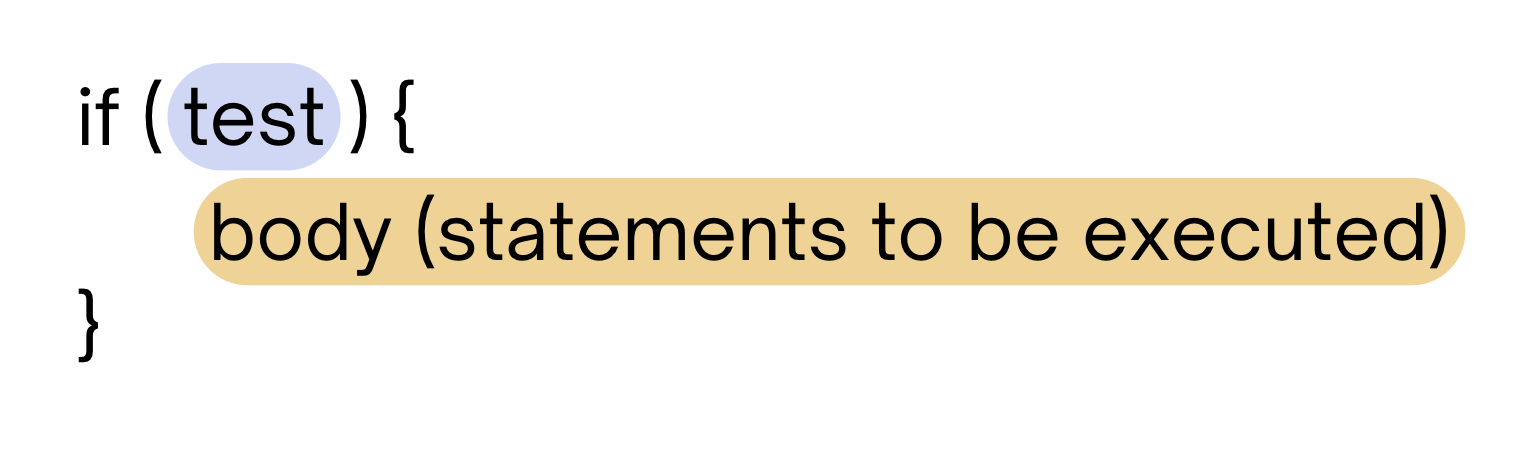 if ( test ) {
body (statements to be executed)
}